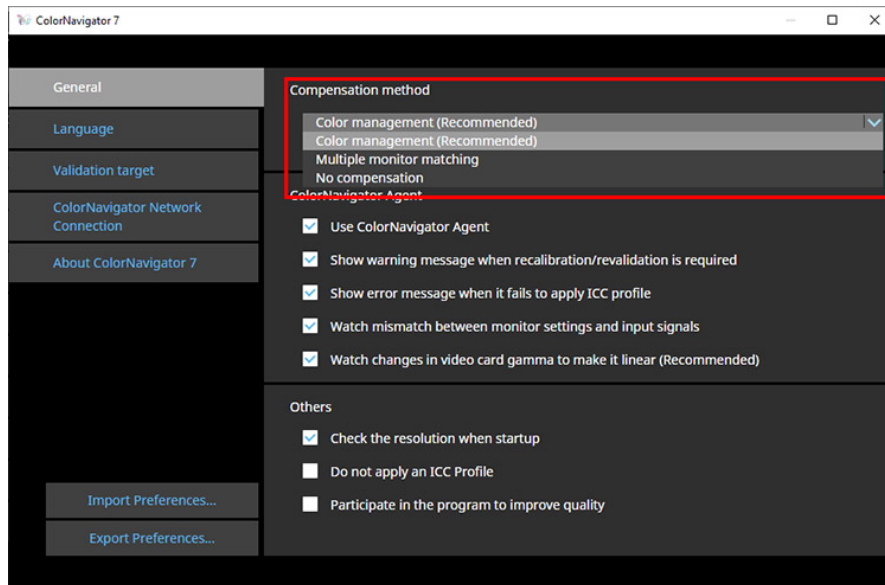 ColorNavigator 7
General
Language
Validation target
ColorNavigator Network
Connection
About ColorNavigator 7
Import Preferences...
Export Preferences...
Compensation method
Color management (Recommended)
Color management (Recommended)
Multiple monitor matching
No compensation
ColorNavigator Agent
Use ColorNavigator Agent
Show warning message when recalibration/revalidation is required
Show error message when it fails to apply ICC profile
Watch mismatch between monitor settings and input signals
Watch changes in video card gamma to make it linear (Recommended)
Others
Check the resolution when startup
Do not apply an ICC Profile
Participate in the program to improve quality